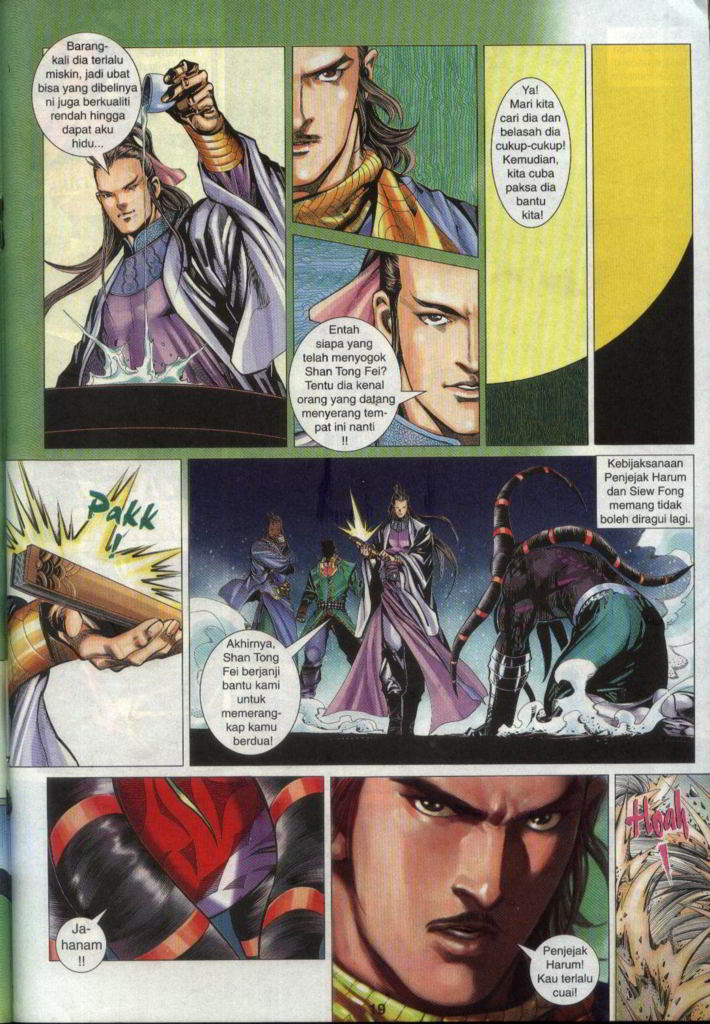 Barang-
kali dia terlalu
miskin, jadi ubat
bisa yang dibelinya
ni juga berkualiti
rendah hingga
dapat aku
hidu...
Entah
siapa yang
telah menyogok
Shan Tong Fei?
Tentu dia kenal
orang yang datang
menyerang tem-
pat ini nanti
!!
Ya!
Mari kita
cari dia dan
belasah dia
cukup-cukup!
Kemudian,
kita cuba
paksa dia
bantu
kita!
Pakk
!
Kebijaksanaan
Penjejak Harum
dan Siew Fong
memang tidak
boleh diragui lagi.
Akhirnya,
Shan Tong
Fei berjanji
bantu kami
untuk
memerang-
kap kamu
berdua!
Ja-
hanam
!!
Penjejak
Harum!
Kau terlalu
cuai!
Hoah
!
19